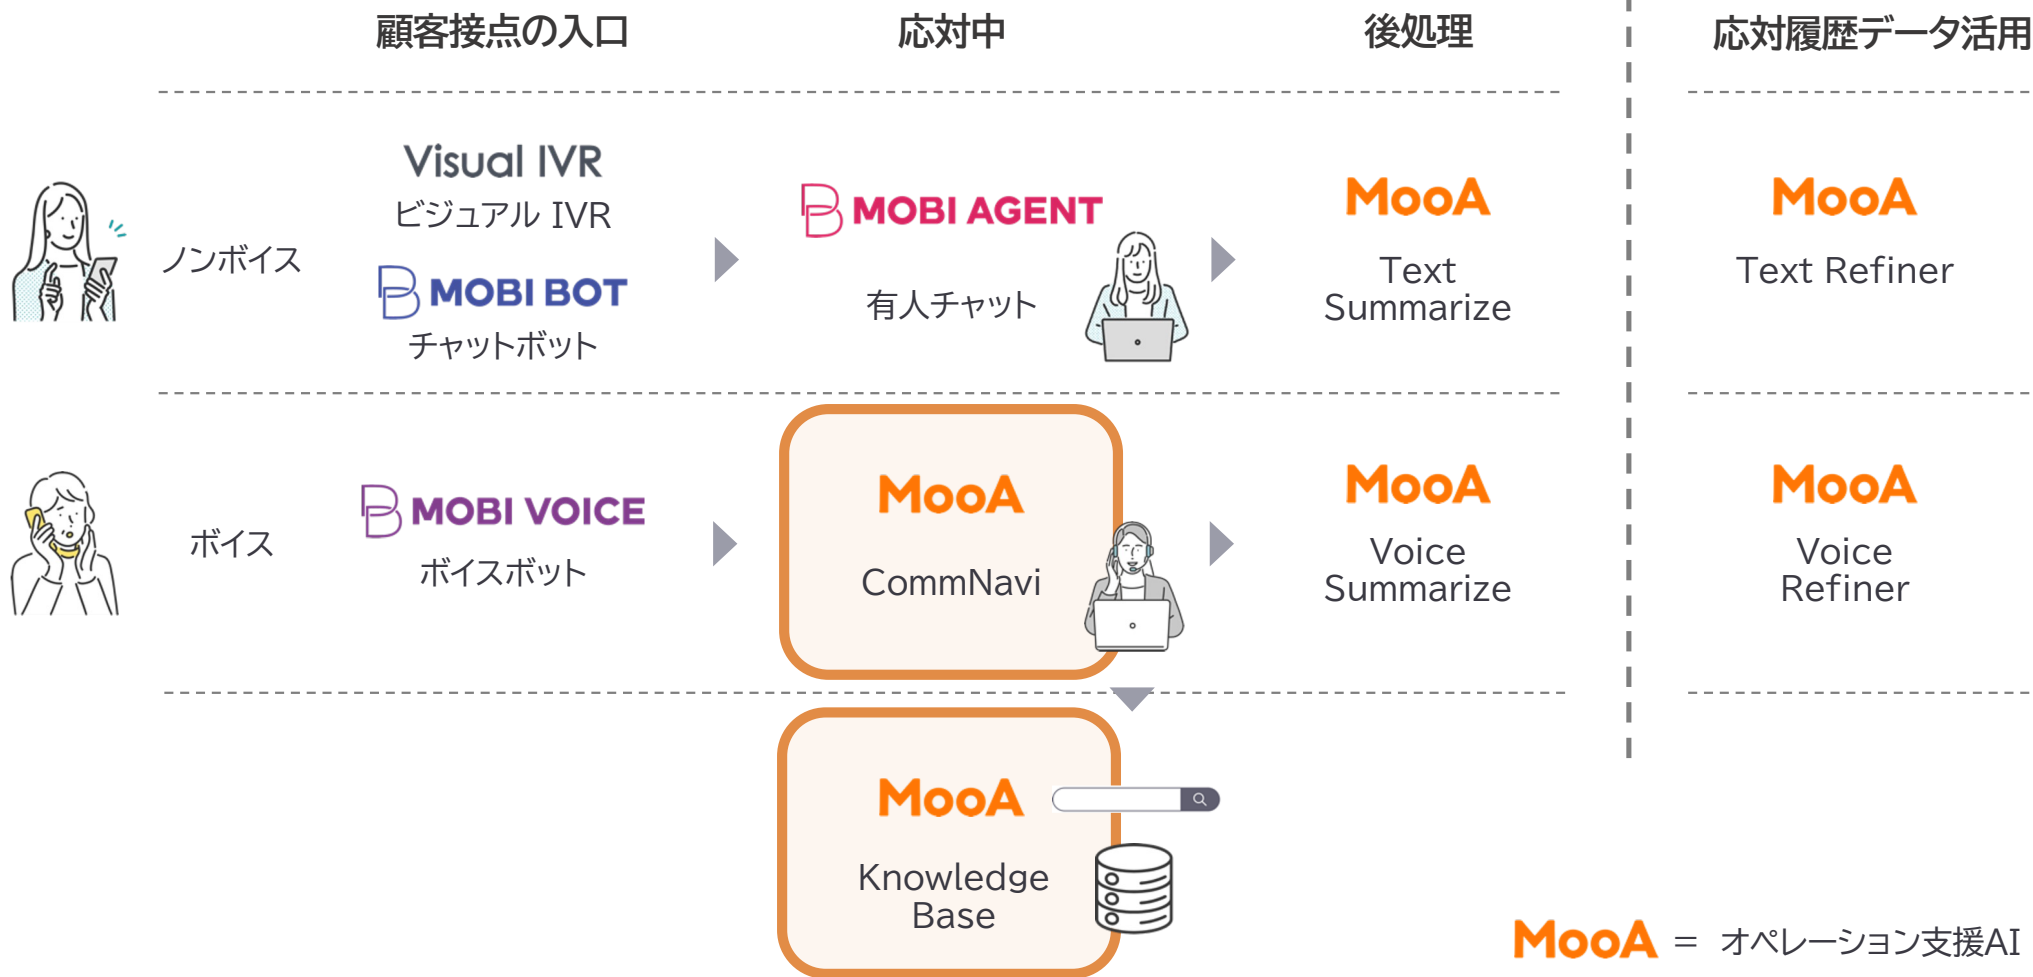 顧客接点の入口
応対中
後処理
応対履歴データ活用
ノンボイス
Visual IVR
ビジュアル IVR
MOBI BOT
チャットボット
MOBI AGENT
有人チャット
MooA
Text
Summarize
MooA
Text Refiner
ボイス
MOBI VOICE
ボイスボット
MooA
CommNavi
MooA
Voice
Summarize
MooA
Voice
Refiner
MooA
Knowledge
Base
MooA = オペレーション支援AI